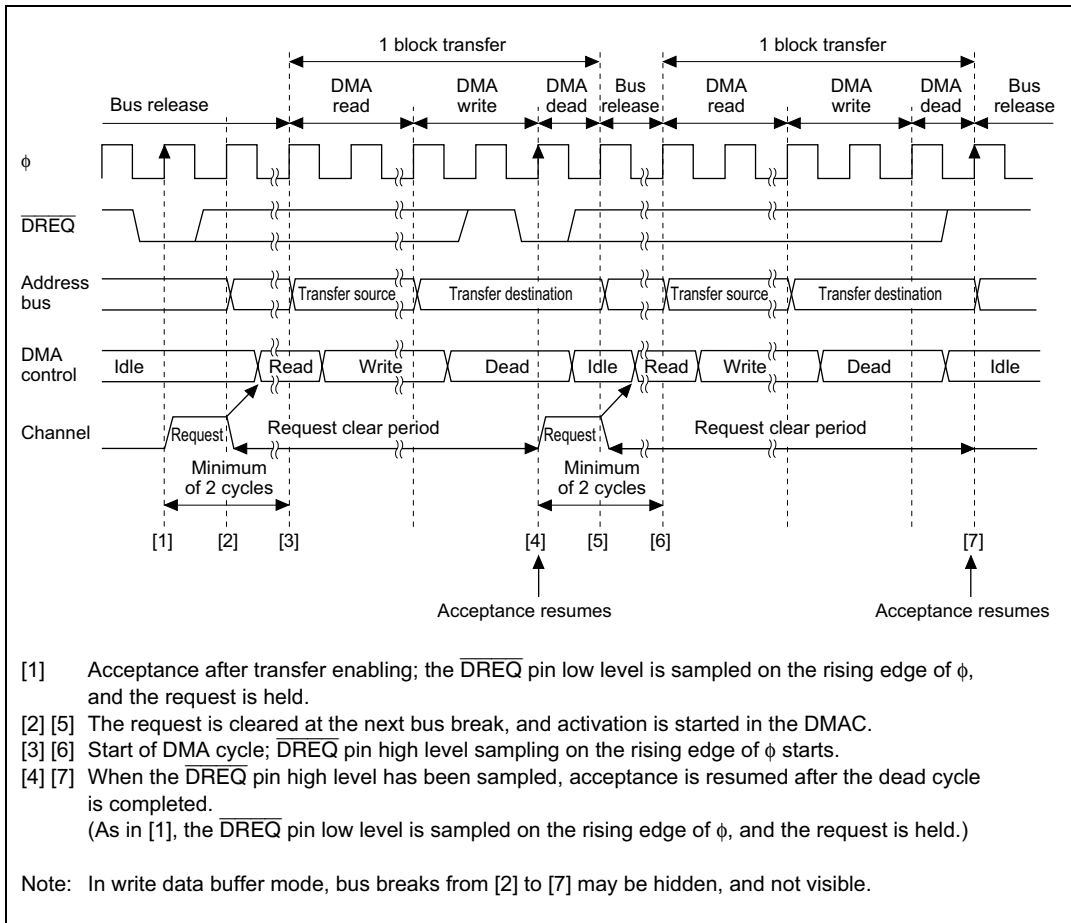 1 block transfer 1 block transfer
DMA DMA DMA Bus DMA DMA DMA Bus
Bus release read write dead release read write dead release
ϕ
DREQ
Address
bus Transfer source Transfer destination Transfer source Transfer destination
DMA
control Idle Read Write Dead Idle Read Write Dead Idle
Channel Request Request clear period Request Request clear period
Minimum Minimum
of 2 cycles of 2 cycles
[1] [2] [3] [4] [5] [6] [7]
Acceptance resumes Acceptance resumes
[1] Acceptance after transfer enabling; the DREQ pin low level is sampled on the rising edge of ϕ,
and the request is held.
[2] [5] The request is cleared at the next bus break, and activation is started in the DMAC.
[3] [6] Start of DMA cycle; DREQ pin high level sampling on the rising edge of ϕ starts.
[4] [7] When the DREQ pin high level has been sampled, acceptance is resumed after the dead cycle
is completed.
(As in [1], the DREQ pin low level is sampled on the rising edge of ϕ, and the request is held.)
Note: In write data buffer mode, bus breaks from [2] to [7] may be hidden, and not visible.